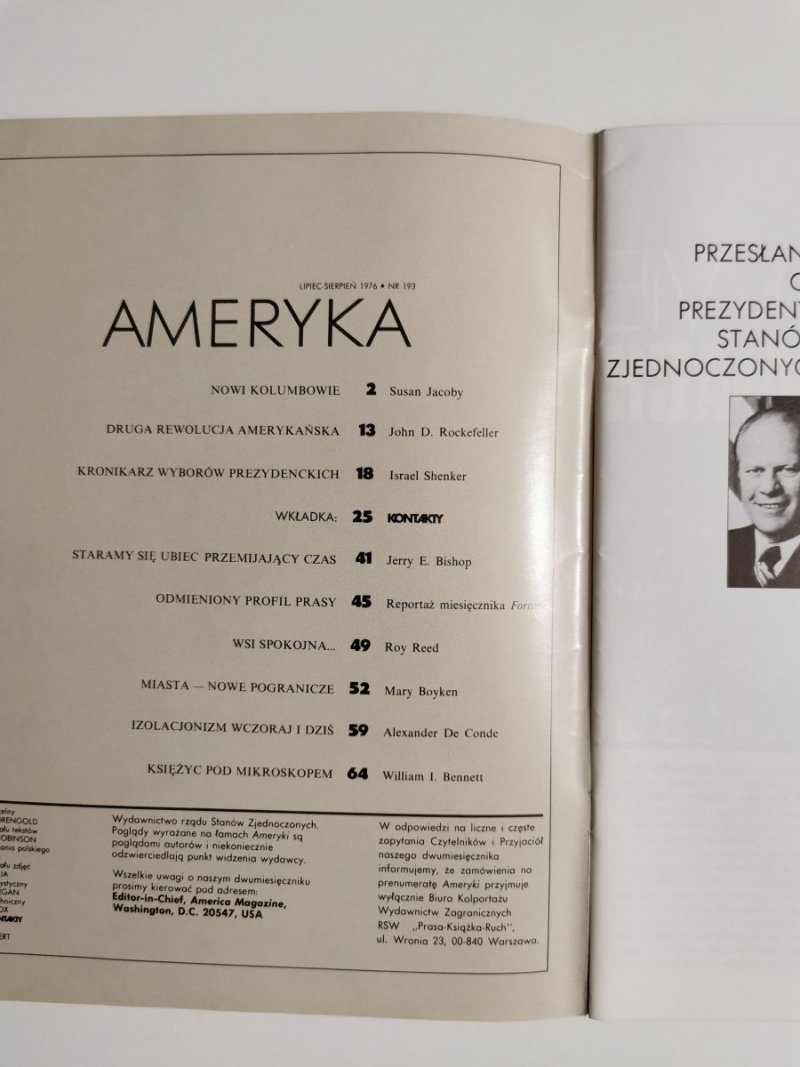 LIPIEC-SIERPIEŃ 1976 • NR 193
AMERYKA
NOWI KOLUMBOWIE 2 Susan Jacoby
DRUGA REWOLUCJA AMERYKAŃSKA 13 John D. Rockefeller
KRONIKARZ WYBORÓW PREZYDENCKICH 18 Israel Shenker
WKŁADKA: 25 KONTAKTY
STARAMY SIĘ UBIEC PRZEMIJAJĄCY CZAS 41 Jerry E. Bishop
ODMIENIONY PROFIL PRASY 45 Reportaż miesięcznika
WSI SPOKOJNA... 49 Roy Reed
MIASTA — NOWE POGRANICZE 52 Mary Boyken
IZOLACJONIZM WCZORAJ I DZIŚ 59 Alexander De Conde
KSIĘŻYC POD MIKROSKOPEM 64 William I. Bennett
Wydawnictwo rządu Stanów Zjednoczonych.
Poglądy wyrażane na łamach Ameryki są
poglądami autorów i niekoniecznie
odzwierciedlają punkt widzenia wydawcy.
Wszelkie uwagi o naszym dwumiesięczniku
prosimy kierować pod adresem:
Editor-in-Chief, America Magazine,
Washington, D.C. 20547, USA
W odpowiedzi na liczne i częste
zapytania Czytelników i Przyjaciół
naszego dwumiesięcznika
informujemy, że zamówienia na
prenumeratę Ameryki przyjmuje
wyłącznie Biuro Kolportażu
Wydawnictw Zagranicznych
RSW „Prasa-Książka-Ruch",
ul. Wronia 23, 00-840 Warszawa.
PRZESŁAN
PREZYDENT
STANÓ
ZJEDNOCZONYC